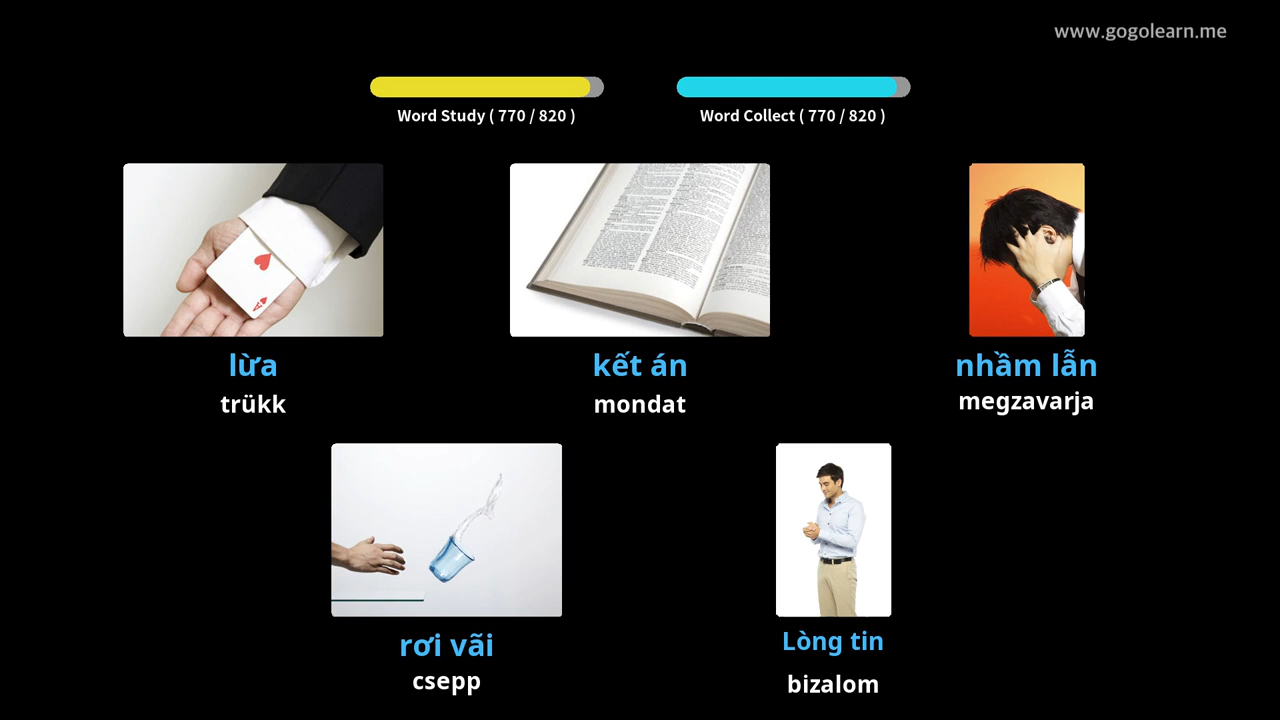 www.gogolearn.me
Word Study ( 770 / 820 )
Word Collect ( 770 / 820 )
lừa
trükk
kết án
mondat
nhầm lẫn
megzavarja
rơi vãi
csepp
Lòng tin
bizalom